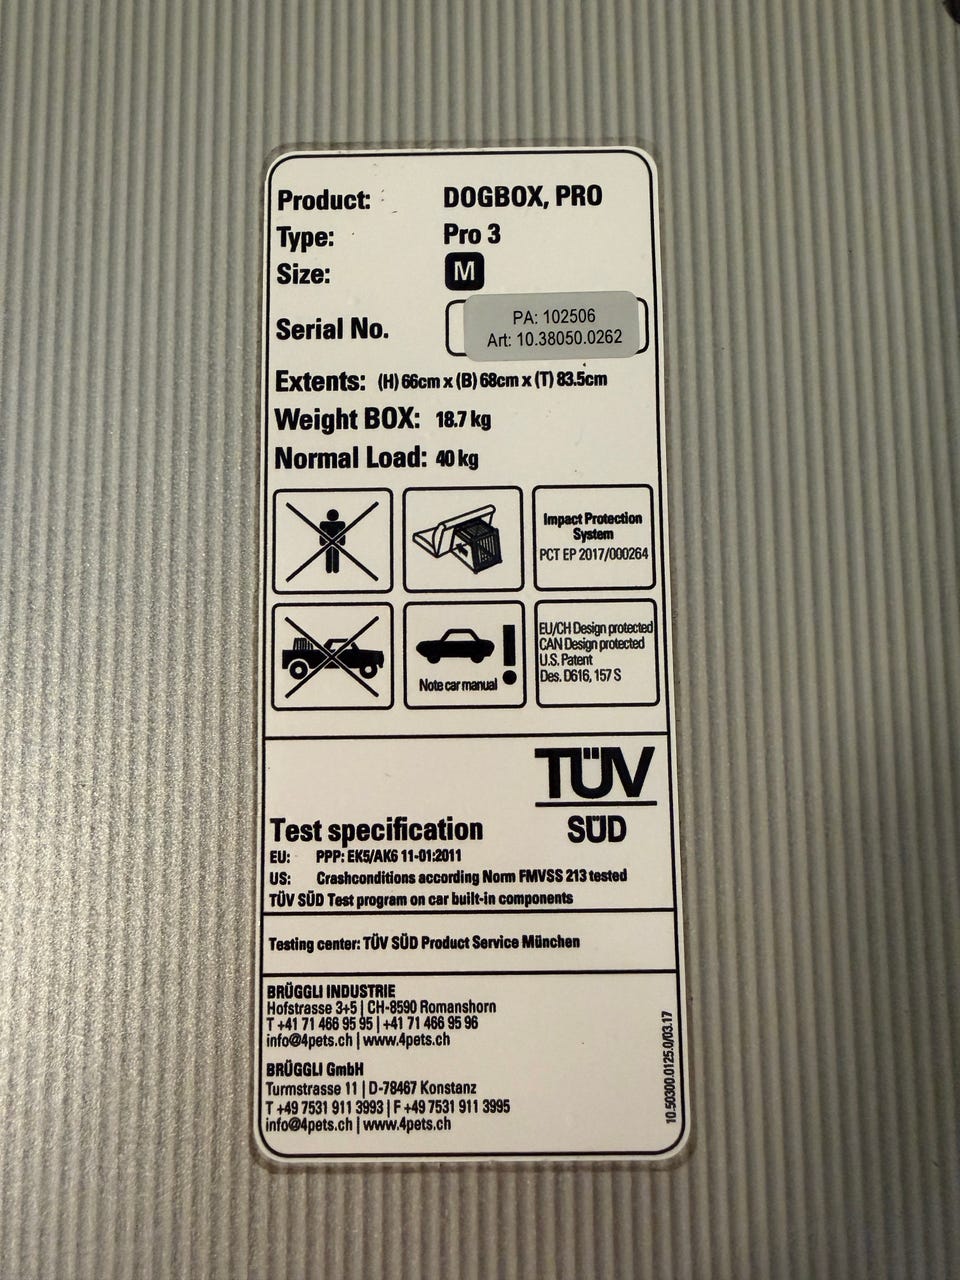 Product: DOGBOX, PRO
Type: Pro 3
Size: M
Serial No.
PA: 102506
Art: 10.38050.0262
Extents: (H) 66cm x (B) 68cm x (T) 83.5cm
Weight BOX: 18.7 kg
Normal Load: 40 kg
Impact Protection
System
PCT EP 2017/000264
Note car manual
EU/CH Design protected
CAN Design protected
U.S. Patent
Des. D616, 157 S
TÜV
SÜD
Test specification
EU: PPP: EK5/AK6 11-01:2011
US: Crashconditions according Norm FMVSS 213 tested
TÜV SÜD Test program on car built-in components
Testing center: TÜV SÜD Product Service München
BRÜGGLI INDUSTRIE
Hofstrasse 3+5 | CH-8590 Romanshorn
T +41 71 466 95 95 | +41 71 466 95 96
info@4pets.ch | www.4pets.ch
BRÜGGLI GmbH
Turmstrasse 11 | D-78467 Konstanz
T +49 7531 911 3993 | F +49 7531 911 3995
info@4pets.ch | www.4pets.ch
10.50300.0125.0/03.17